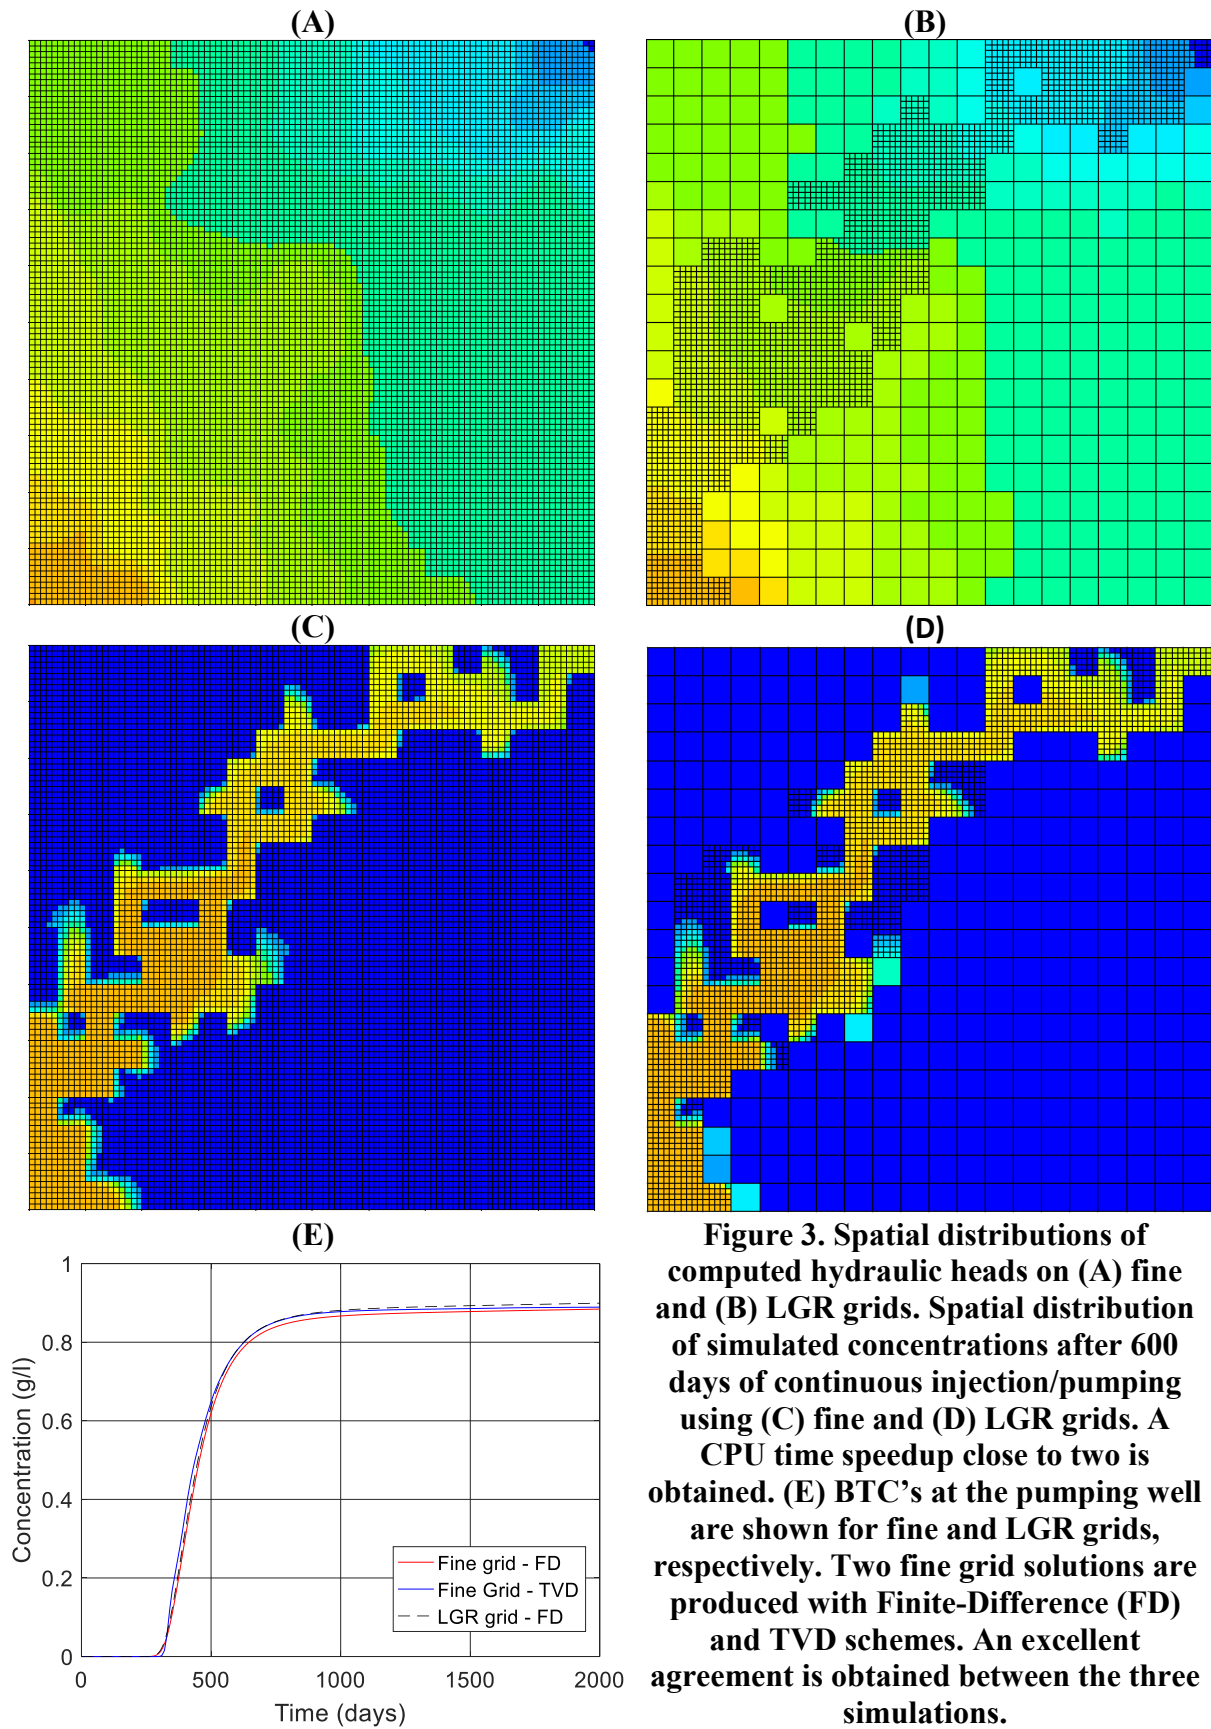 (A)
(B)
(C)
(D)
(E)
1
0.8
0.6
0.4
0.2
0
0
500
1000
1500
2000
Concentration (g/l)
Time (days)
Fine grid - FD
Fine Grid - TVD
LGR grid - FD
Figure 3. Spatial distributions of
computed hydraulic heads on (A) fine
and (B) LGR grids. Spatial distribution
of simulated concentrations after 600
days of continuous injection/pumping
using (C) fine and (D) LGR grids. A
CPU time speedup close to two is
obtained. (E) BTC's at the pumping well
are shown for fine and LGR grids,
respectively. Two fine grid solutions are
produced with Finite-Difference (FD)
and TVD schemes. An excellent
agreement is obtained between the three
simulations.